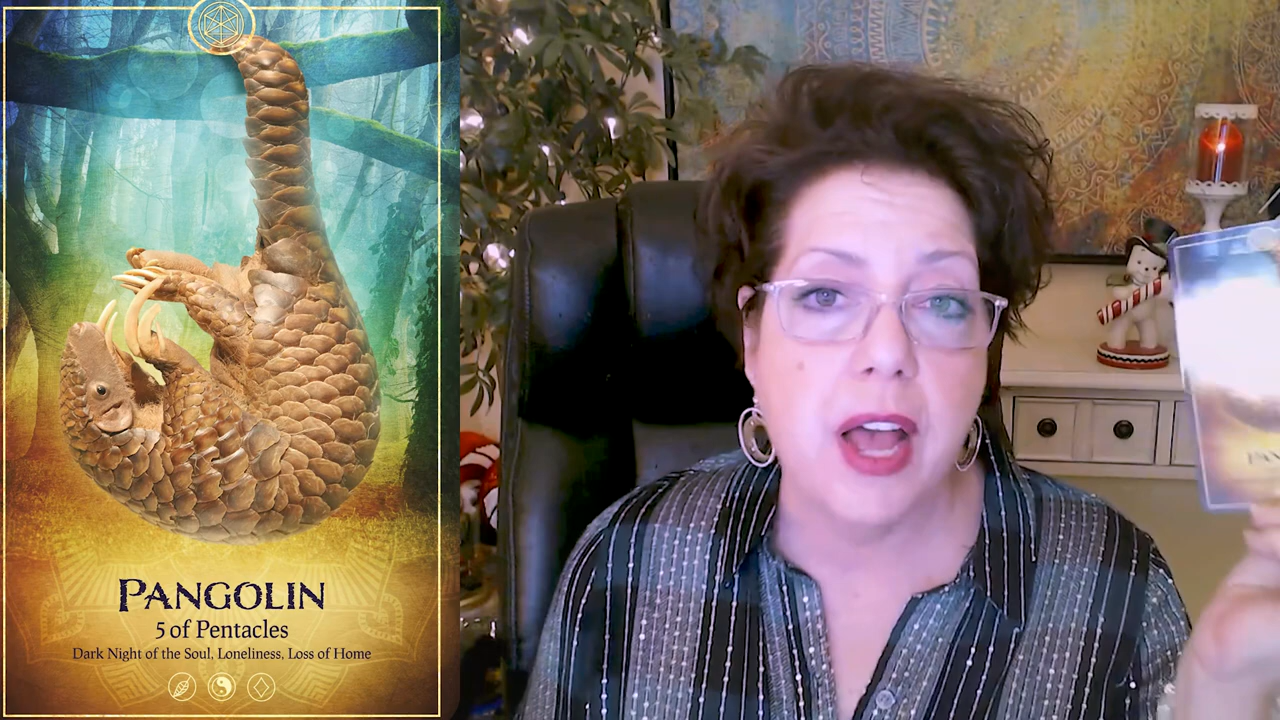 PANGOLIN
5 of Pentacles
Dark Night of the Soul, Loneliness, Loss of Home